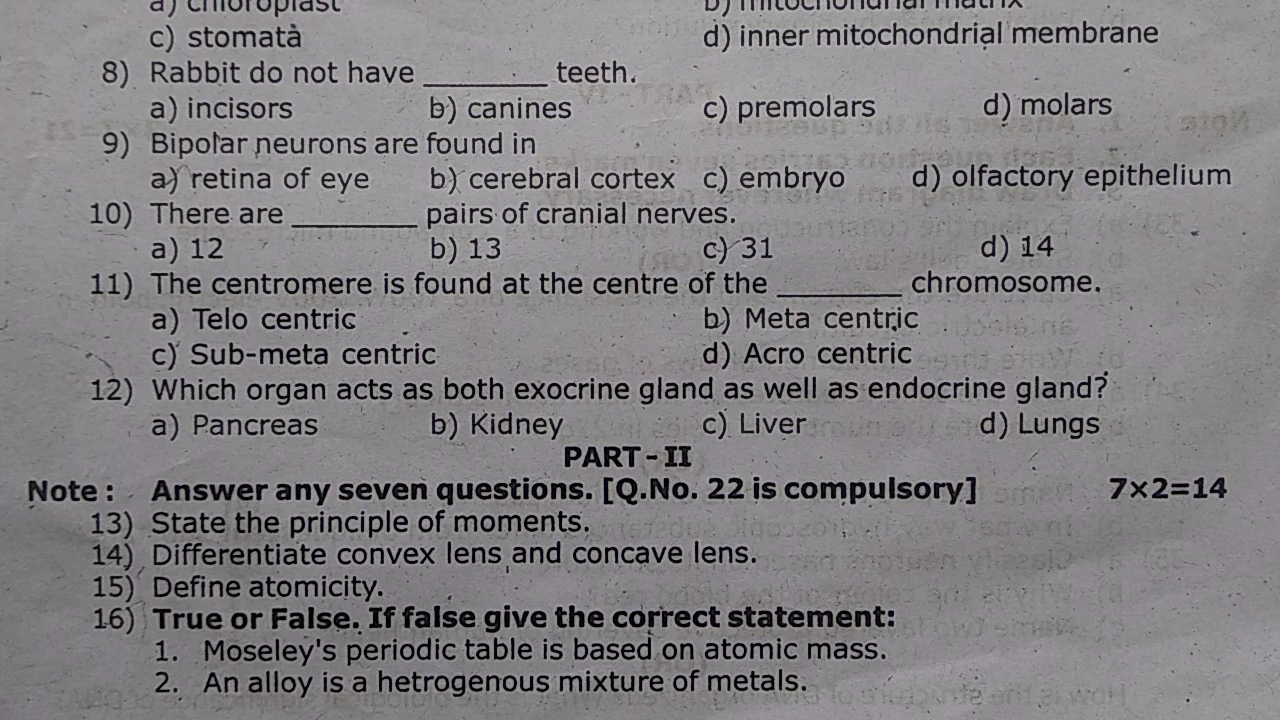 a) chloroplast b) mitochondrial matrix
c) stomata d) inner mitochondrial membrane
8) Rabbit do not have ________ teeth.
a) incisors b) canines c) premolars d) molars
9) Bipolar neurons are found in
a) retina of eye b) cerebral cortex c) embryo d) olfactory epithelium
10) There are ________ pairs of cranial nerves.
a) 12 b) 13 c) 31 d) 14
11) The centromere is found at the centre of the ________ chromosome.
a) Telo centric b) Meta centric
c) Sub-meta centric d) Acro centric
12) Which organ acts as both exocrine gland as well as endocrine gland?
a) Pancreas b) Kidney c) Liver d) Lungs
PART - II
Note : Answer any seven questions. [Q.No. 22 is compulsory] 7×2=14
13) State the principle of moments.
14) Differentiate convex lens and concave lens.
15) Define atomicity.
16) True or False. If false give the correct statement:
1. Moseley's periodic table is based on atomic mass.
2. An alloy is a hetrogenous mixture of metals.